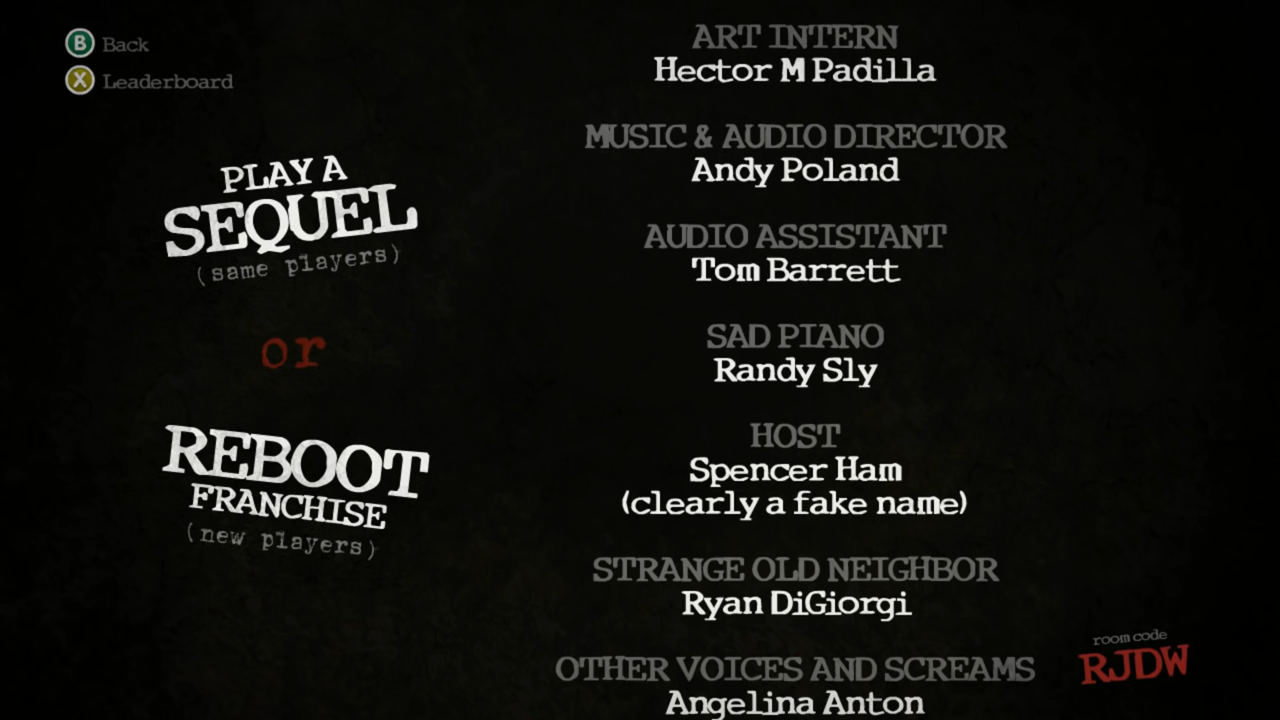 B Back
X Leaderboard
PLAY A
SEQUEL
(same players)
or
REBOOT
FRANCHISE
(new players)
ART INTERN
Hector M Padilla
MUSIC & AUDIO DIRECTOR
Andy Poland
AUDIO ASSISTANT
Tom Barrett
SAD PIANO
Randy Sly
HOST
Spencer Ham
(clearly a fake name)
STRANGE OLD NEIGHBOR
Ryan DiGiorgi
OTHER VOICES AND SCREAMS
Angelina Anton
room code
RJDW